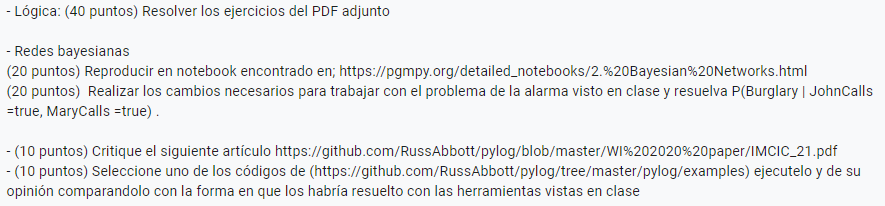 - Lógica: (40 puntos) Resolver los ejercicios del PDF adjunto
- Redes bayesianas
(20 puntos) Reproducir en notebook encontrado en; https://pgmpy.org/detailed_notebooks/2.%20Bayesian%20Networks.html
(20 puntos)  Realizar los cambios necesarios para trabajar con el problema de la alarma visto en clase y resuelva P(Burglary | JohnCalls
=true, MaryCalls =true) .
- (10 puntos) Critique el siguiente artículo https://github.com/RussAbbott/pylog/blob/master/WI%202020%20paper/IMCIC_21.pdf
- (10 puntos) Seleccione uno de los códigos de (https://github.com/RussAbbott/pylog/tree/master/pylog/examples) ejecutelo y de su
opinión comparandolo con la forma en que los habría resuelto con las herramientas vistas en clase